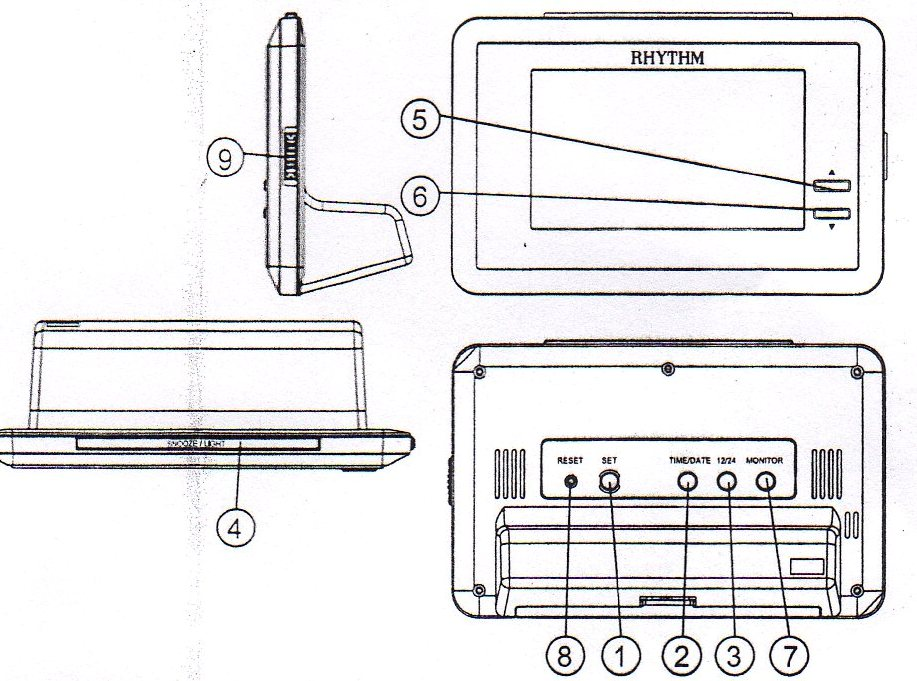 RHYTHM
5
▲
9
6
▼
SNOOZE / LIGHT
4
RESET SET TIME/DATE 12/24 MONITOR
8 1 2 3 7